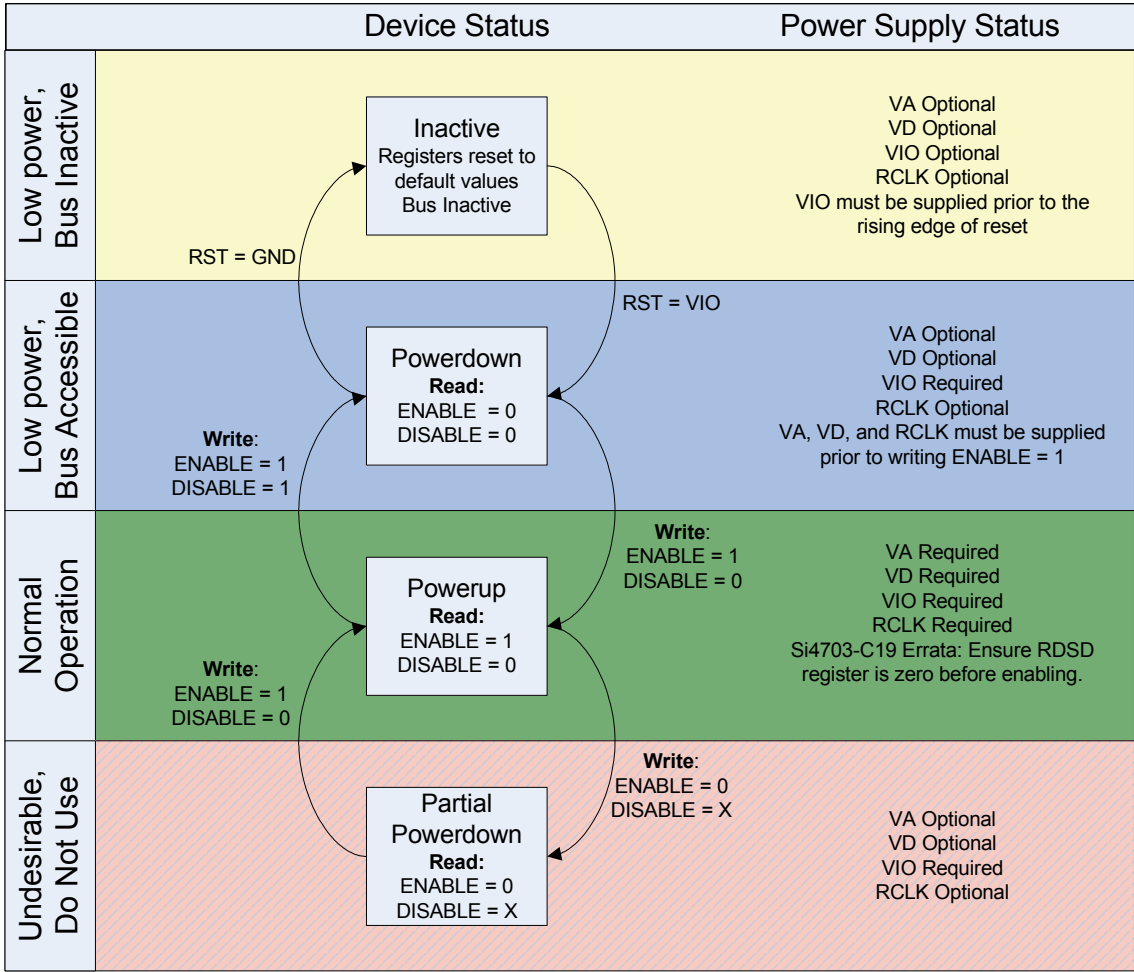 Device Status
Power Supply Status
Low power,
Bus Inactive
Inactive
Registers reset to
default values
Bus Inactive
RST = GND
VA Optional
VD Optional
VIO Optional
RCLK Optional
VIO must be supplied prior to the
rising edge of reset
Low power,
Bus Accessible
RST = VIO
Powerdown
Read:
ENABLE = 0
DISABLE = 0
Write:
ENABLE = 1
DISABLE = 1
VA Optional
VD Optional
VIO Required
RCLK Optional
VA, VD, and RCLK must be supplied
prior to writing ENABLE = 1
Normal
Operation
Write:
ENABLE = 1
DISABLE = 0
Powerup
Read:
ENABLE = 1
DISABLE = 0
Write:
ENABLE = 1
DISABLE = 0
VA Required
VD Required
VIO Required
RCLK Required
Si4703-C19 Errata: Ensure RDSD
register is zero before enabling.
Undesirable,
Do Not Use
Write:
ENABLE = 0
DISABLE = X
Partial
Powerdown
Read:
ENABLE = 0
DISABLE = X
VA Optional
VD Optional
VIO Required
RCLK Optional